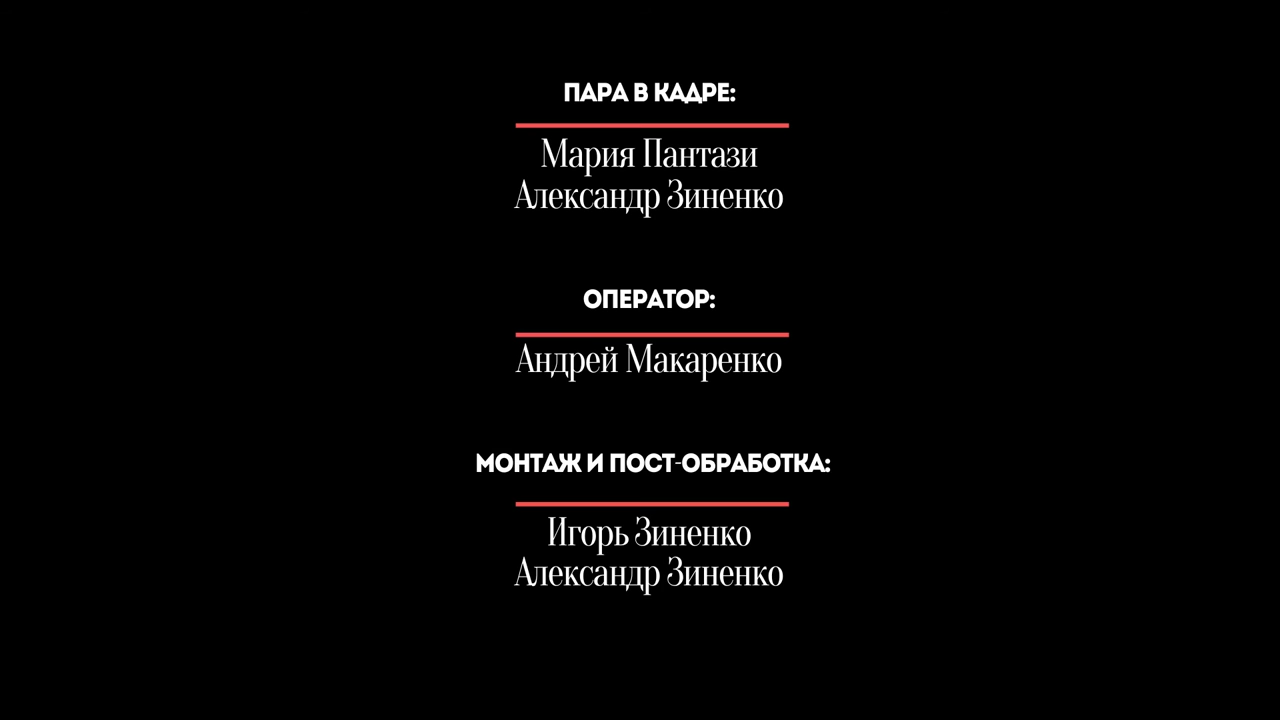 ПАРА В КАДРЕ:
Мария Пантази
Александр Зиненко
ОПЕРАТОР:
Андрей Макаренко
МОНТАЖ И ПОСТ-ОБРАБОТКА:
Игорь Зиненко
Александр Зиненко